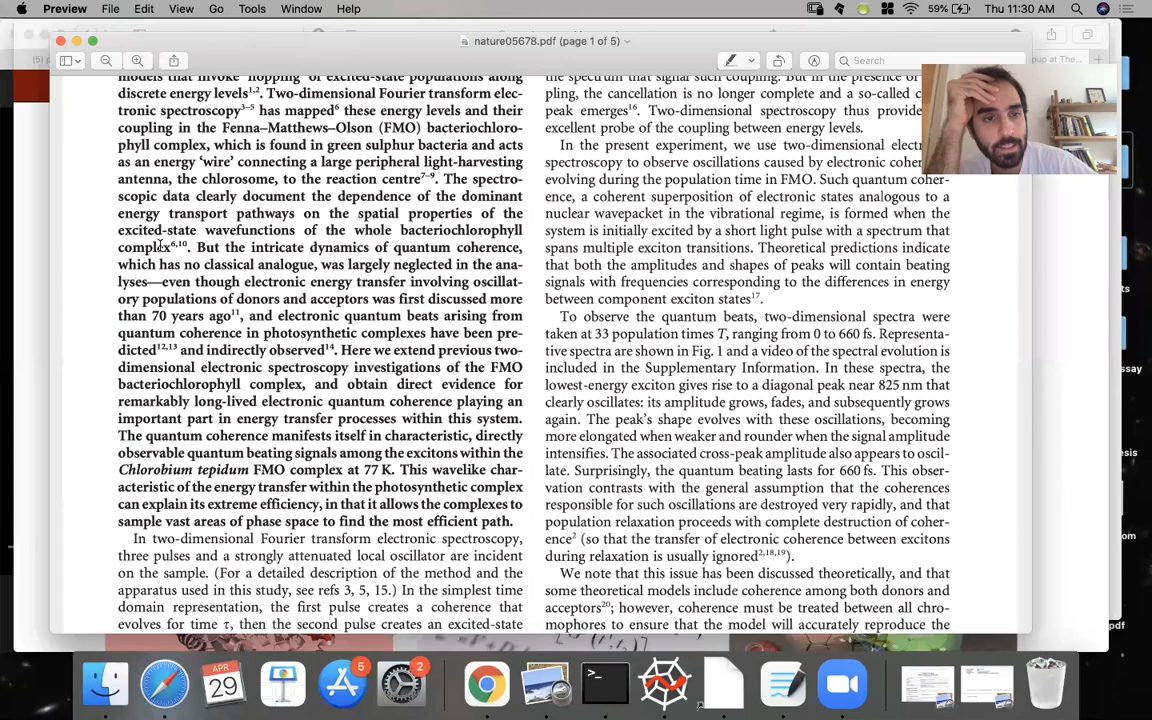 Preview File Edit View Go Tools Window Help
59% Thu 11:30 AM
nature05678.pdf (page 1 of 5)
Search
models that invoke 'hopping' of excited-state populations along
discrete energy levels1,2. Two-dimensional Fourier transform elec-
tronic spectroscopy3–5 has mapped6 these energy levels and their
coupling in the Fenna–Matthews–Olson (FMO) bacteriochloro-
phyll complex, which is found in green sulphur bacteria and acts
as an energy 'wire' connecting a large peripheral light-harvesting
antenna, the chlorosome, to the reaction centre7–9. The spectro-
scopic data clearly document the dependence of the dominant
energy transport pathways on the spatial properties of the
excited-state wavefunctions of the whole bacteriochlorophyll
complex6,10. But the intricate dynamics of quantum coherence,
which has no classical analogue, was largely neglected in the ana-
lyses—even though electronic energy transfer involving oscillat-
ory populations of donors and acceptors was first discussed more
than 70 years ago11, and electronic quantum beats arising from
quantum coherence in photosynthetic complexes have been pre-
dicted12,13 and indirectly observed14. Here we extend previous two-
dimensional electronic spectroscopy investigations of the FMO
bacteriochlorophyll complex, and obtain direct evidence for
remarkably long-lived electronic quantum coherence playing an
important part in energy transfer processes within this system.
The quantum coherence manifests itself in characteristic, directly
observable quantum beating signals among the excitons within the
Chlorobium tepidum FMO complex at 77 K. This wavelike char-
acteristic of the energy transfer within the photosynthetic complex
can explain its extreme efficiency, in that it allows the complexes to
sample vast areas of phase space to find the most efficient path.
In two-dimensional Fourier transform electronic spectroscopy,
three pulses and a strongly attenuated local oscillator are incident
on the sample. (For a detailed description of the method and the
apparatus used in this study, see refs 3, 5, 15.) In the simplest time
domain representation, the first pulse creates a coherence that
evolves for time τ, then the second pulse creates an excited-state
the spectrum that signal such coupling. But in the presence of
pling, the cancellation is no longer complete and a so-called c
peak emerges16. Two-dimensional spectroscopy thus provide
excellent probe of the coupling between energy levels.
In the present experiment, we use two-dimensional electr
spectroscopy to observe oscillations caused by electronic coher
evolving during the population time in FMO. Such quantum coher-
ence, a coherent superposition of electronic states analogous to a
nuclear wavepacket in the vibrational regime, is formed when the
system is initially excited by a short light pulse with a spectrum that
spans multiple exciton transitions. Theoretical predictions indicate
that both the amplitudes and shapes of peaks will contain beating
signals with frequencies corresponding to the differences in energy
between component exciton states17.
To observe the quantum beats, two-dimensional spectra were
taken at 33 population times T, ranging from 0 to 660 fs. Representa-
tive spectra are shown in Fig. 1 and a video of the spectral evolution is
included in the Supplementary Information. In these spectra, the
lowest-energy exciton gives rise to a diagonal peak near 825 nm that
clearly oscillates: its amplitude grows, fades, and subsequently grows
again. The peak's shape evolves with these oscillations, becoming
more elongated when weaker and rounder when the signal amplitude
intensifies. The associated cross-peak amplitude also appears to oscil-
late. Surprisingly, the quantum beating lasts for 660 fs. This obser-
vation contrasts with the general assumption that the coherences
responsible for such oscillations are destroyed very rapidly, and that
population relaxation proceeds with complete destruction of coher-
ence2 (so that the transfer of electronic coherence between excitons
during relaxation is usually ignored2,18,19).
We note that this issue has been discussed theoretically, and that
some theoretical models include coherence among both donors and
acceptors20; however, coherence must be treated between all chro-
mophores to ensure that the model will accurately reproduce the
APR
29
5
2